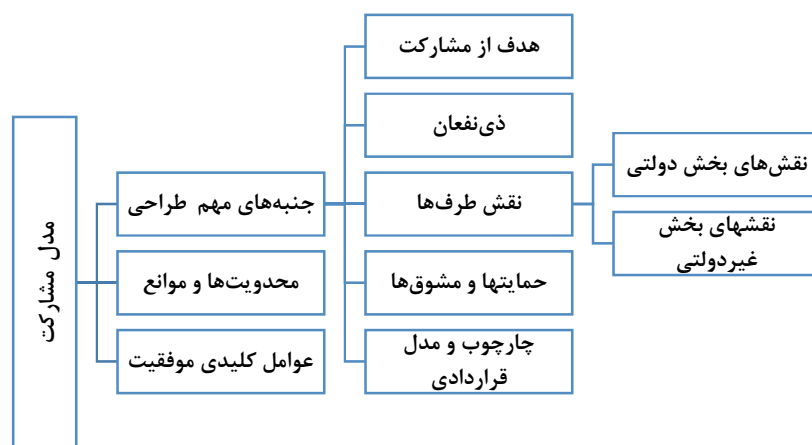 مدل مشارکت
جنبه‌های مهم طراحی
محدویت‌ها و موانع
عوامل کلیدی موفقیت
هدف از مشارکت
ذی‌نفعان
نقش طرف‌ها
حمایتها و مشوق‌ها
چارچوب و مدل
قراردادی
نقش‌های بخش دولتی
نقشهای بخش
غیردولتی